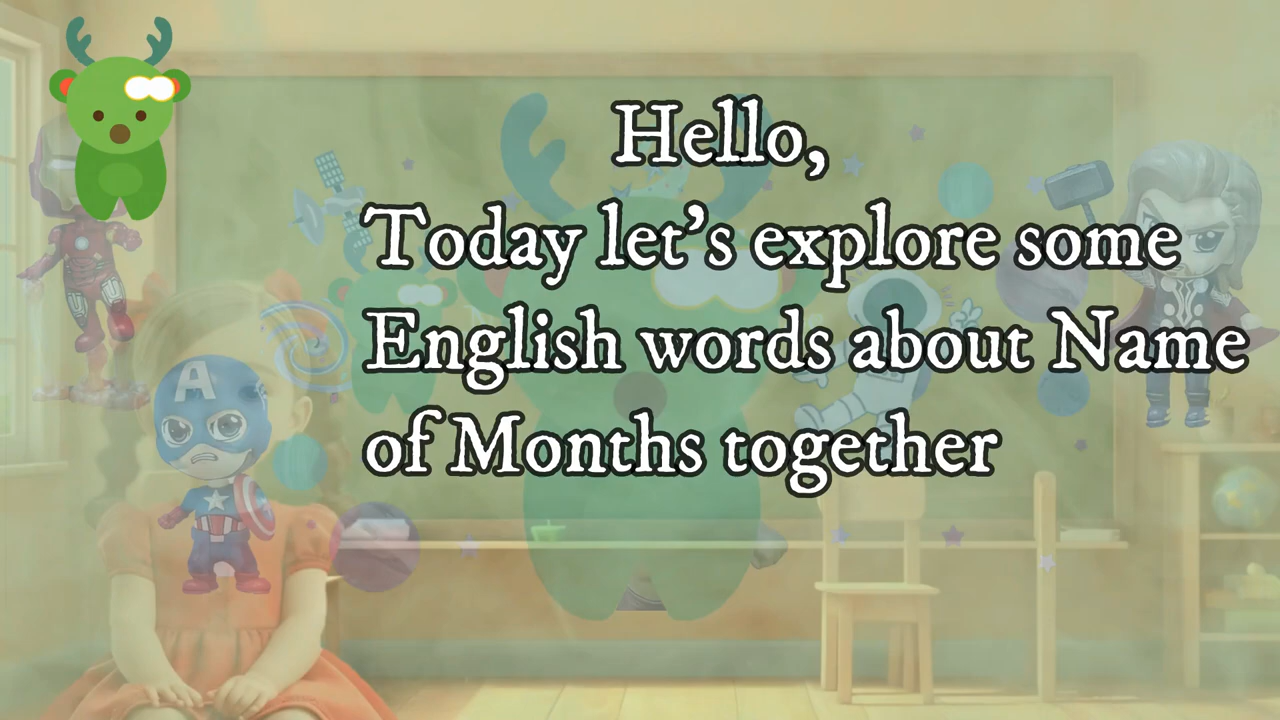 Hello,
Today let's explore some
English words about Name
of Months together
A